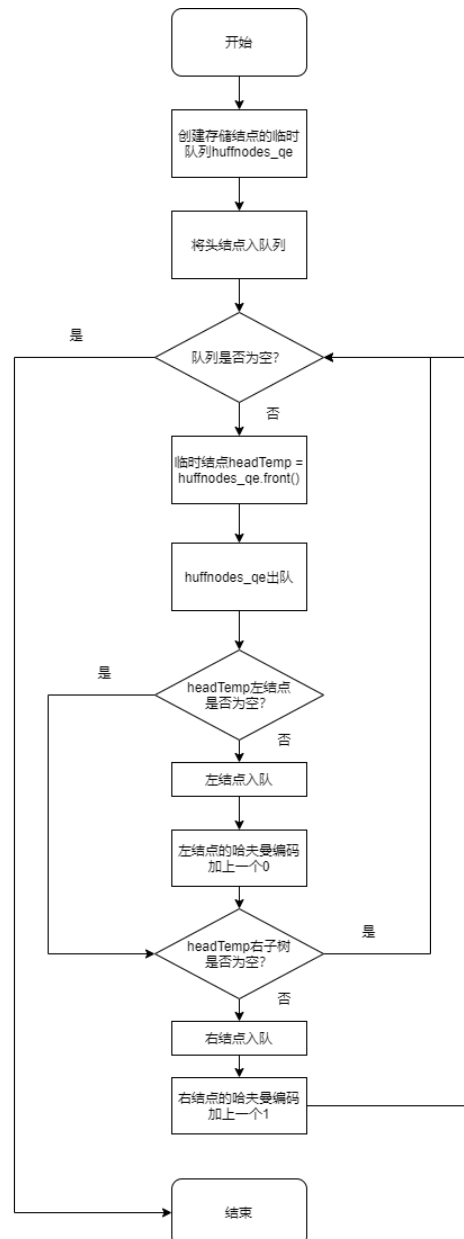 开始
创建存储结点的临时
队列huffnodes_qe
将头结点入队列
是
队列是否为空?
否
临时结点headTemp =
huffnodes_qe.front()
huffnodes_qe出队
是
headTemp左结点
是否为空?
否
左结点入队
左结点的哈夫曼编码
加上一个0
headTemp右子树
是否为空?
是
否
右结点入队
右结点的哈夫曼编码
加上一个1
结束